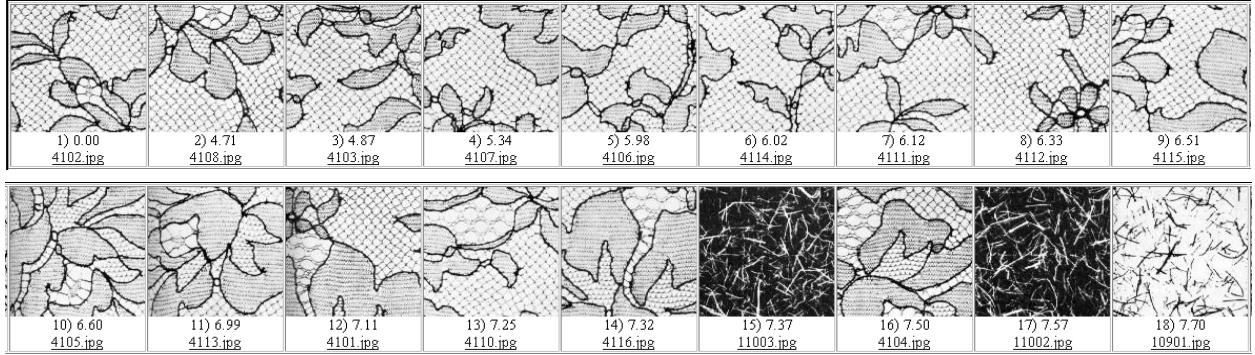 1) 0.00 2) 4.71 3) 4.87 4) 5.34 5) 5.98 6) 6.02 7) 6.12 8) 6.33 9) 6.51
4102.jpg 4108.jpg 4103.jpg 4107.jpg 4106.jpg 4114.jpg 4111.jpg 4112.jpg 4115.jpg
10) 6.60 11) 6.99 12) 7.11 13) 7.25 14) 7.32 15) 7.37 16) 7.50 17) 7.57 18) 7.70
4105.jpg 4113.jpg 4101.jpg 4110.jpg 4116.jpg 11003.jpg 4104.jpg 11002.jpg 10901.jpg